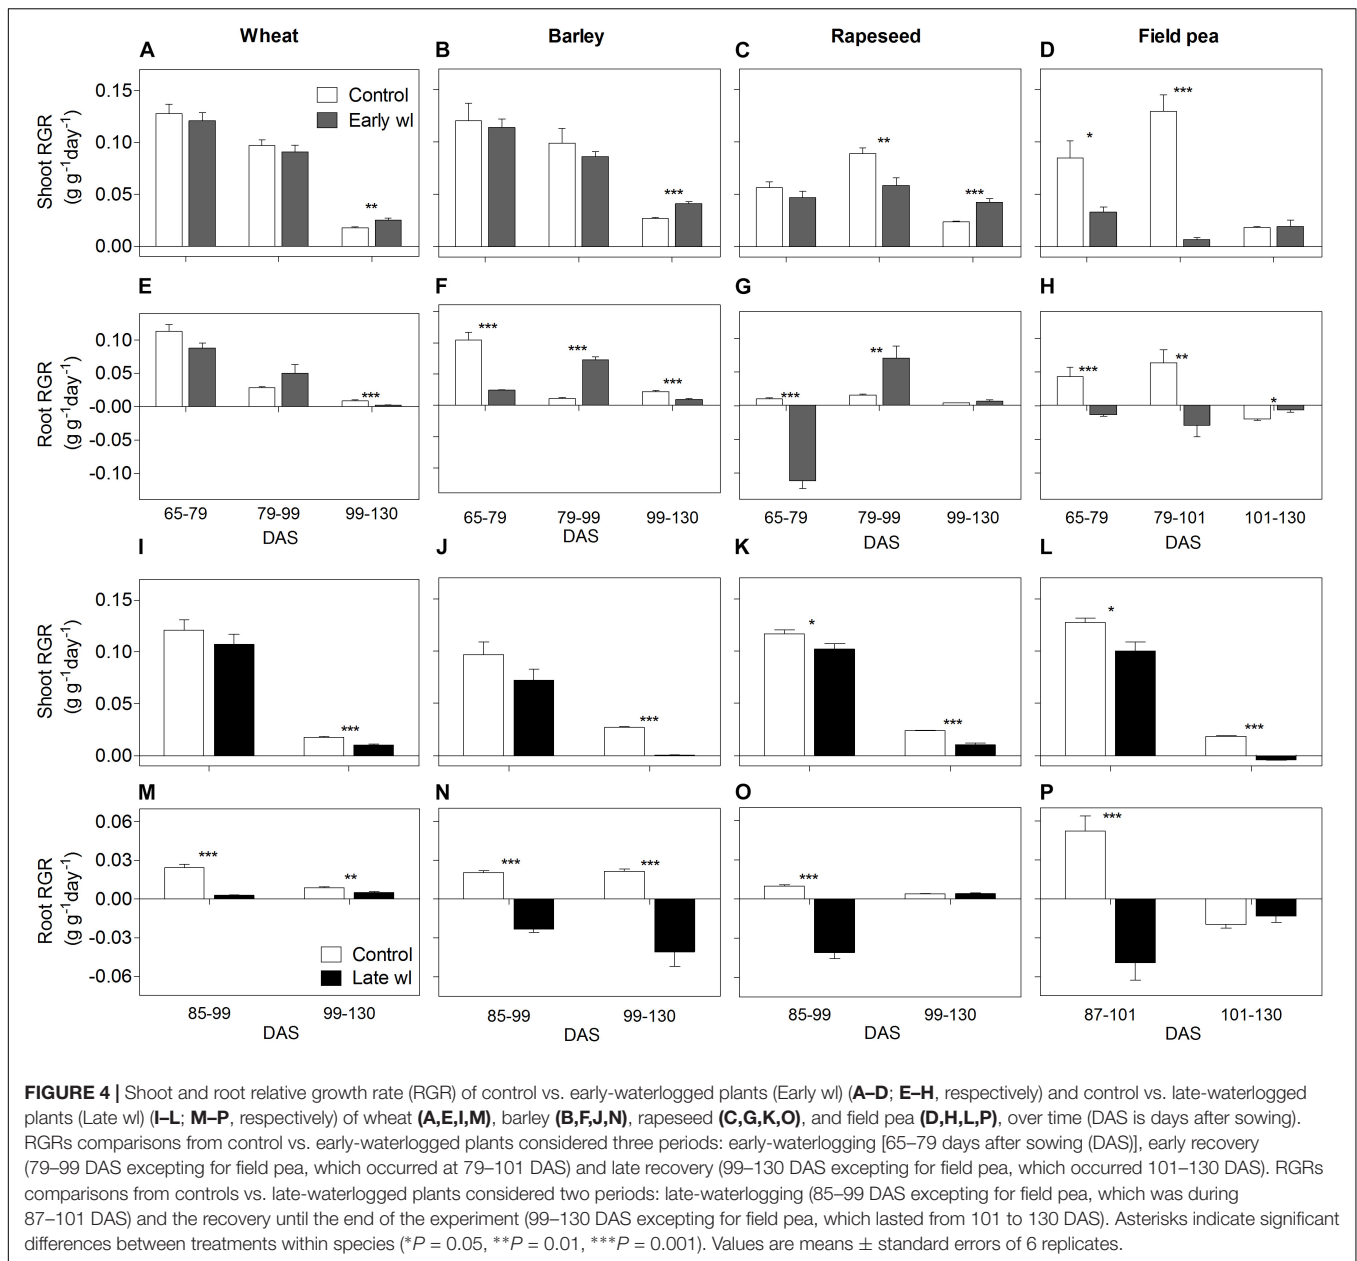 Wheat Barley Rapeseed Field pea
A B C D
Shoot RGR
(g g-1day-1)
0.15
0.10
0.05
0.00
Control
Early wl
** *** ** *** * ***
E F G H
Root RGR
(g g-1day-1)
0.10
0.05
-0.00
-0.05
-0.10
*** *** *** *** *** ** *** ** *
65-79 79-99 99-130 65-79 79-99 99-130 65-79 79-99 99-130 65-79 79-101 101-130
DAS DAS DAS DAS
I J K L
Shoot RGR
(g g-1day-1)
0.15
0.10
0.05
0.00
*** *** * *** * ***
M N O P
Root RGR
(g g-1day-1)
0.06
0.03
0.00
-0.03
-0.06
*** ** *** *** *** ***
Control
Late wl
85-99 99-130 85-99 99-130 85-99 99-130 87-101 101-130
DAS DAS DAS DAS
FIGURE 4 | Shoot and root relative growth rate (RGR) of control vs. early-waterlogged plants (Early wl) (A–D; E–H, respectively) and control vs. late-waterlogged
plants (Late wl) (I–L; M–P, respectively) of wheat (A,E,I,M), barley (B,F,J,N), rapeseed (C,G,K,O), and field pea (D,H,L,P), over time (DAS is days after sowing).
RGRs comparisons from control vs. early-waterlogged plants considered three periods: early-waterlogging [65–79 days after sowing (DAS)], early recovery
(79–99 DAS excepting for field pea, which occurred at 79–101 DAS) and late recovery (99–130 DAS excepting for field pea, which occurred 101–130 DAS). RGRs
comparisons from controls vs. late-waterlogged plants considered two periods: late-waterlogging (85–99 DAS excepting for field pea, which was during
87–101 DAS) and the recovery until the end of the experiment (99–130 DAS excepting for field pea, which lasted from 101 to 130 DAS). Asterisks indicate significant
differences between treatments within species (*P = 0.05, **P = 0.01, ***P = 0.001). Values are means ± standard errors of 6 replicates.